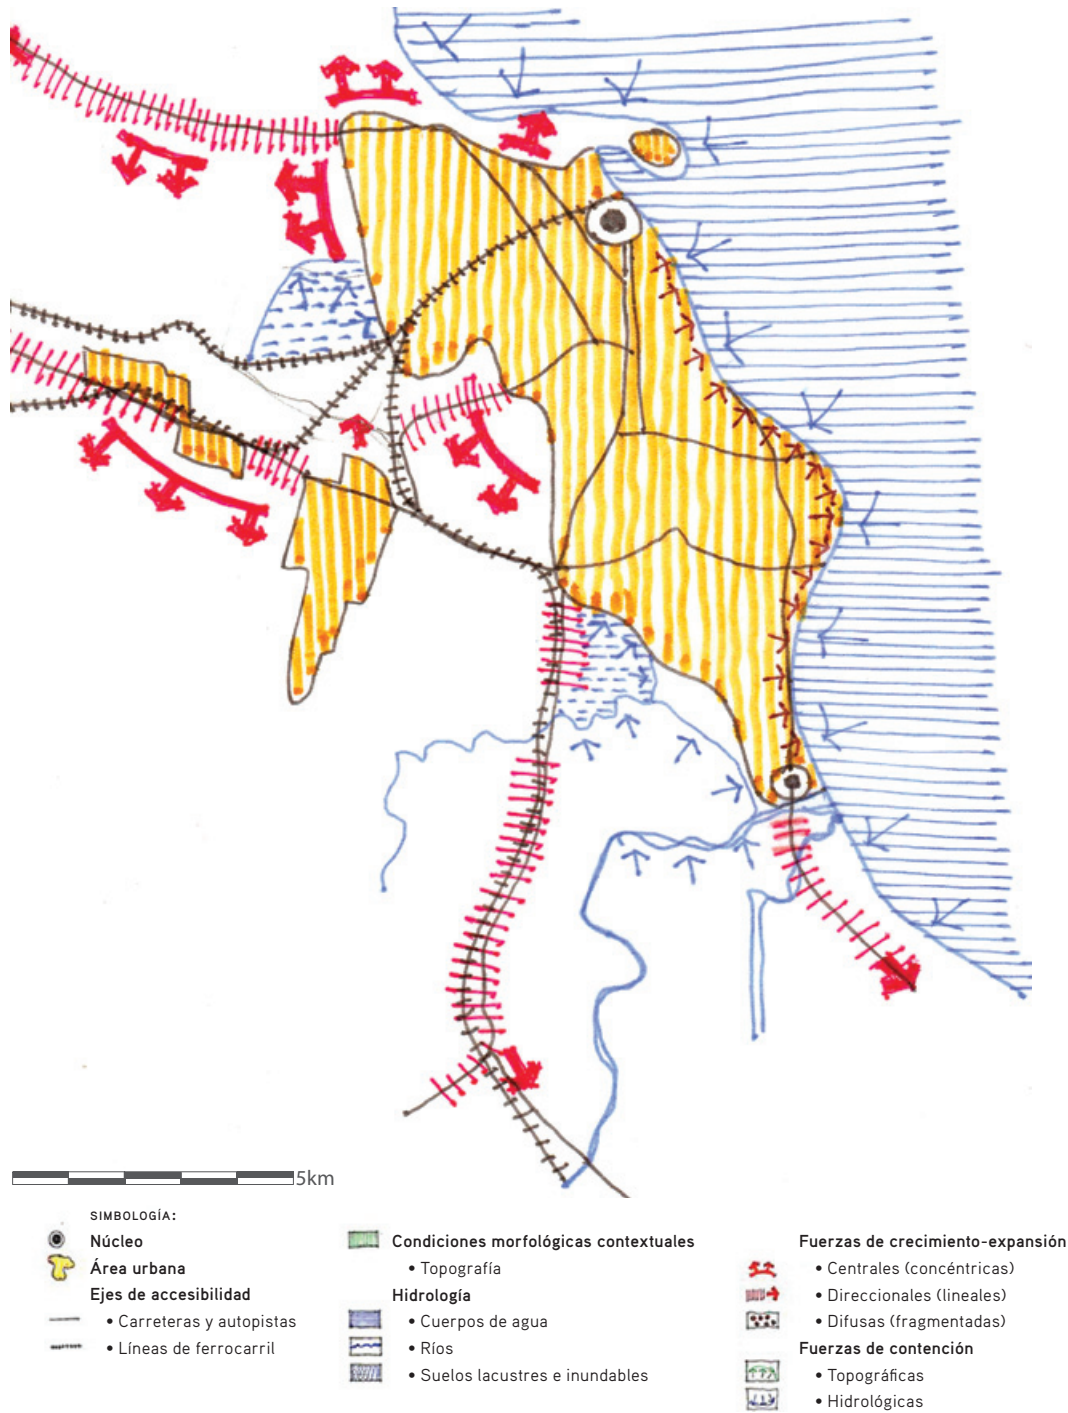 5km
SIMBOLOGÍA:
Núcleo
Área urbana
Ejes de accesibilidad
• Carreteras y autopistas
• Líneas de ferrocarril
Condiciones morfológicas contextuales
• Topografía
Hidrología
• Cuerpos de agua
• Ríos
• Suelos lacustres e inundables
Fuerzas de crecimiento-expansión
• Centrales (concéntricas)
• Direccionales (lineales)
• Difusas (fragmentadas)
Fuerzas de contención
• Topográficas
• Hidrológicas